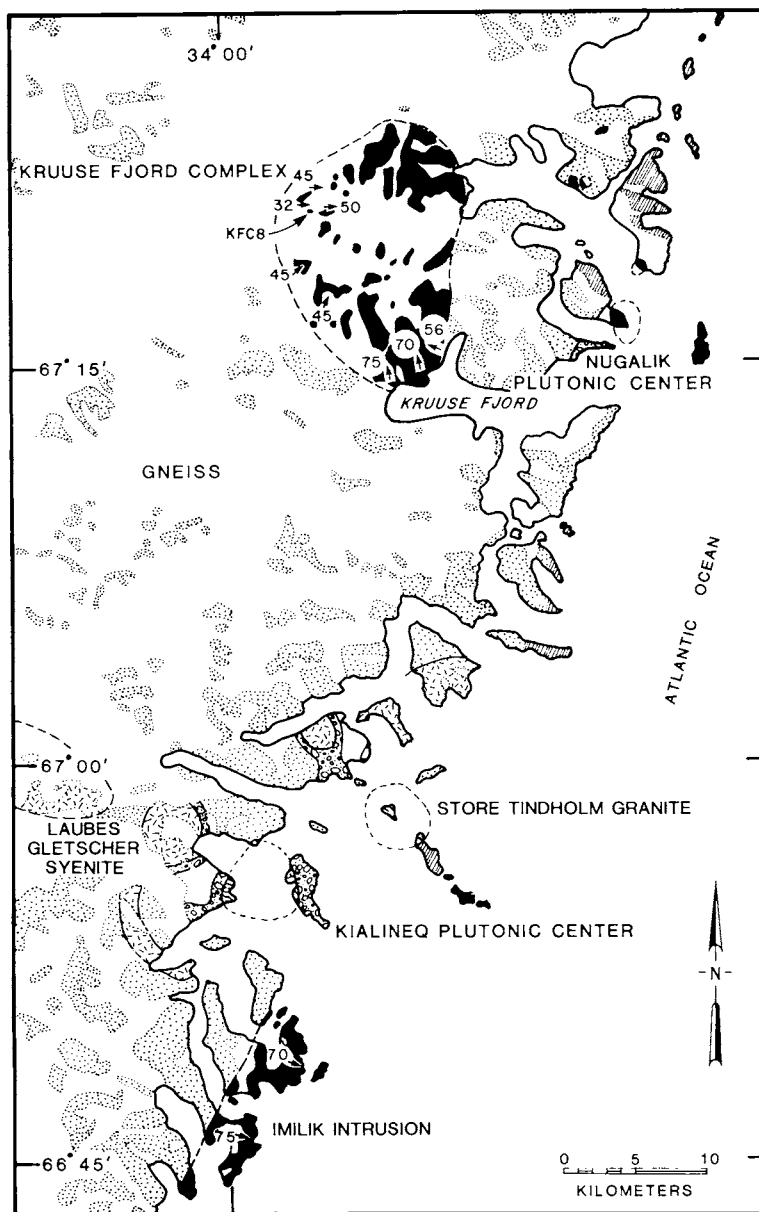 34°00'
KRUUSE FJORD COMPLEX
45
32
50
KFC8
45
45
56
70
75
67°15'
NUGALIK
PLUTONIC CENTER
KRUUSE FJORD
GNEISS
ATLANTIC OCEAN
67°00'
STORE TINDHOLM GRANITE
LAUBES
GLETSCHER
SYENITE
KIALINEQ PLUTONIC CENTER
-N-
70
IMILIK INTRUSION
75
66°45'
0 5 10
KILOMETERS